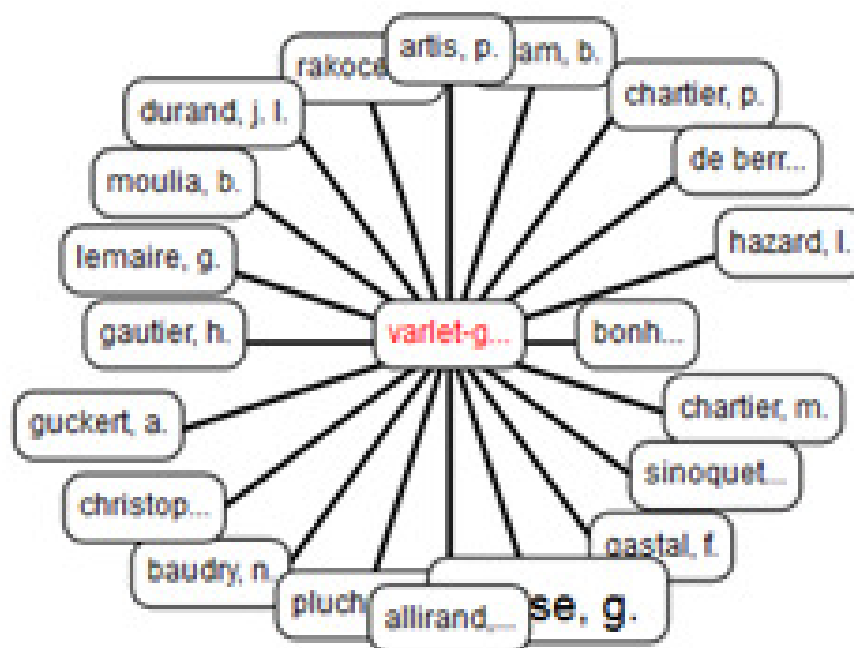 artis, p.
am, b.
rakoce
chartier, p.
durand, j. l.
de berr...
moulia, b.
hazard, l.
lemaire, g.
varlet-g...
gautier, h.
bonh...
chartier, m.
guckert, a.
sinoquet...
christop...
gastal, f.
baudry, n.
pluch
se, g.
allirand,...